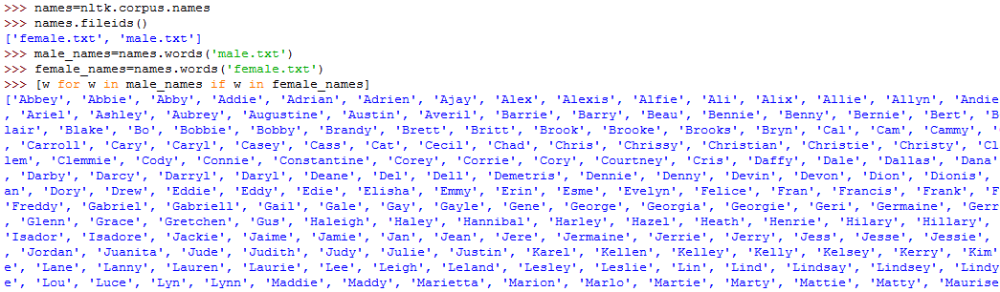 >>> names=nltk.corpus.names
>>> names.fileids()
['female.txt', 'male.txt']
>>> male_names=names.words('male.txt')
>>> female_names=names.words('female.txt')
>>> [w for w in male_names if w in female_names]
['Abbey', 'Abbie', 'Abby', 'Addie', 'Adrian', 'Adrien', 'Ajay', 'Alex', 'Alexis', 'Alfie', 'Ali', 'Alix', 'Allie', 'Allyn', 'Andie
, 'Ariel', 'Ashley', 'Aubrey', 'Augustine', 'Austin', 'Averil', 'Barrie', 'Barry', 'Beau', 'Bennie', 'Benny', 'Bernie', 'Bert', 'B
lair', 'Blake', 'Bo', 'Bobbie', 'Bobby', 'Brandy', 'Brett', 'Britt', 'Brook', 'Brooke', 'Brooks', 'Bryn', 'Cal', 'Cam', 'Cammy', '
, 'Carroll', 'Cary', 'Caryl', 'Casey', 'Cass', 'Cat', 'Cecil', 'Chad', 'Chris', 'Chrissy', 'Christian', 'Christie', 'Christy', 'Cl
lem', 'Clemmie', 'Cody', 'Connie', 'Constantine', 'Corey', 'Corrie', 'Cory', 'Courtney', 'Cris', 'Daffy', 'Dale', 'Dallas', 'Dana'
, 'Darby', 'Darcy', 'Darryl', 'Daryl', 'Deane', 'Del', 'Dell', 'Demetris', 'Dennie', 'Denny', 'Devin', 'Devon', 'Dion', 'Dionis',
an', 'Dory', 'Drew', 'Eddie', 'Eddy', 'Edie', 'Elisha', 'Emmy', 'Erin', 'Esme', 'Evelyn', 'Felice', 'Fran', 'Francis', 'Frank', 'F
'Freddy', 'Gabriel', 'Gabriell', 'Gail', 'Gale', 'Gay', 'Gayle', 'Gene', 'George', 'Georgia', 'Georgie', 'Geri', 'Germaine', 'Gerr
, 'Glenn', 'Grace', 'Gretchen', 'Gus', 'Haleigh', 'Haley', 'Hannibal', 'Harley', 'Hazel', 'Heath', 'Henrie', 'Hilary', 'Hillary',
'Isador', 'Isadore', 'Jackie', 'Jaime', 'Jamie', 'Jan', 'Jean', 'Jere', 'Jermaine', 'Jerrie', 'Jerry', 'Jess', 'Jesse', 'Jessie',
, 'Jordan', 'Juanita', 'Jude', 'Judith', 'Judy', 'Julie', 'Justin', 'Karel', 'Kellen', 'Kelley', 'Kelly', 'Kelsey', 'Kerry', 'Kim'
e', 'Lane', 'Lanny', 'Lauren', 'Laurie', 'Lee', 'Leigh', 'Leland', 'Lesley', 'Leslie', 'Lin', 'Lind', 'Lindsay', 'Lindsey', 'Lindy
, 'Lou', 'Luce', 'Lyn', 'Lynn', 'Maddie', 'Maddy', 'Marietta', 'Marion', 'Marlo', 'Martie', 'Marty', 'Mattie', 'Matty', 'Maurise